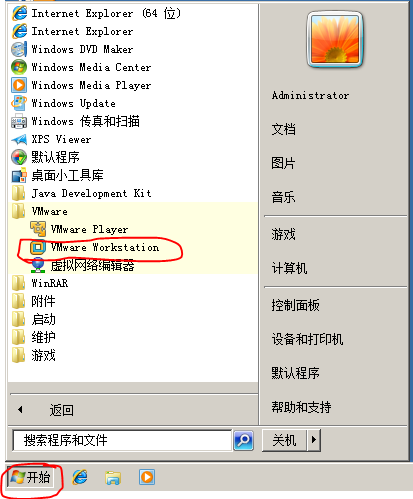 Internet Explorer (64 位)
Internet Explorer
Windows DVD Maker
Windows Media Center
Windows Media Player
Windows Update
Windows 传真和扫描
XPS Viewer
默认程序
桌面小工具库
Java Development Kit
VMware
VMware Player
VMware Workstation
虚拟网络编辑器
WinRAR
附件
启动
维护
游戏
返回
搜索程序和文件
Administrator
文档
图片
音乐
游戏
计算机
控制面板
设备和打印机
默认程序
帮助和支持
关机
开始